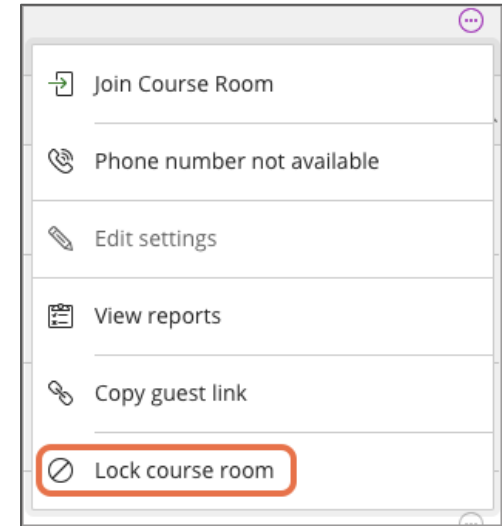 Join Course Room
Phone number not available
Edit settings
View reports
Copy guest link
Lock course room